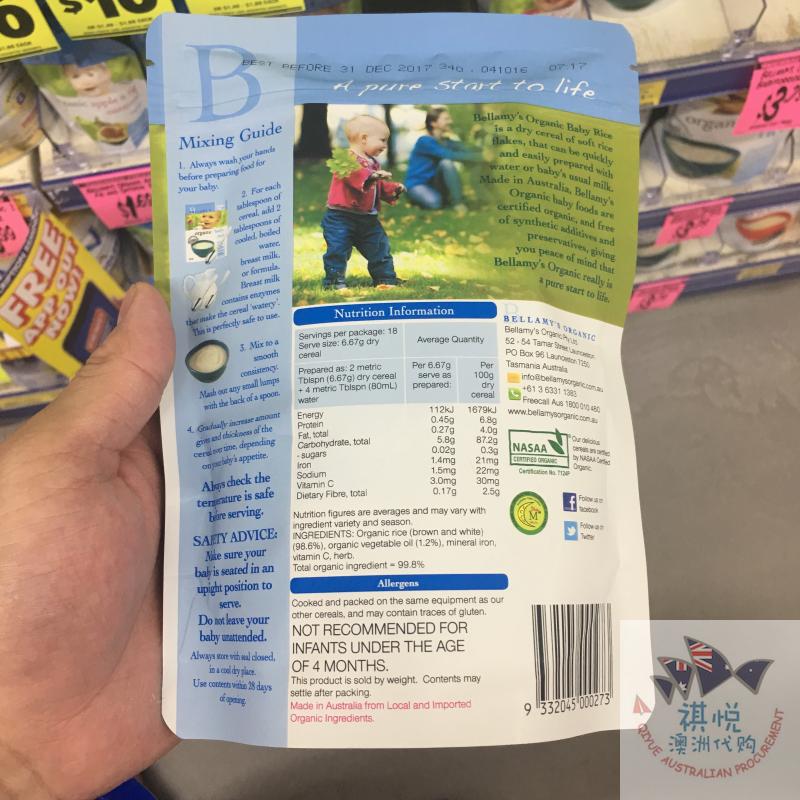 BEST BEFORE 31 DEC 2017 340 . 041016 07:17
A pure start to life
B
Mixing Guide
1. Always wash your hands
before preparing food for
your baby.
2. For each
tablespoon of
cereal, add 2
tablespoons of
cooled, boiled
water,
breast milk,
or formula.
Breast milk
contains enzymes
that make the cereal 'watery'.
This is perfectly safe to use.
3. Mix to a
smooth
consistency.
Mash out any small lumps
with the back of a spoon.
4. Gradually increase amount
given and thickness of the
cereal over time, depending
on your baby's appetite.
Always check the
temperature is safe
before serving.
SAFETY ADVICE:
Make sure your
baby is seated in an
upright position to
serve.
Do not leave your
baby unattended.
Always store with seal closed,
in a cool dry place.
Use contents within 28 days
of opening.
Bellamy's Organic Baby Rice
is a dry cereal of soft rice
flakes, that can be quickly
and easily prepared with
water or baby's usual milk.
Made in Australia, Bellamy's
Organic baby foods are
certified organic, and free
of synthetic additives and
preservatives, giving
you peace of mind that
Bellamy's Organic really is
a pure start to life.
Nutrition Information
Servings per package: 18
Serve size: 6.67g dry
cereal
Average Quantity
Prepared as: 2 metric
Tblspn (6.67g) dry cereal
+ 4 metric Tblspn (80mL)
water
Per 6.67g
serve as
prepared:
Per
100g
dry
cereal
Energy 112kJ 1679kJ
Protein 0.45g 6.8g
Fat, total 0.27g 4.0g
Carbohydrate, total 5.8g 87.2g
- sugars 0.02g 0.3g
Iron 1.4mg 21mg
Sodium 1.5mg 22mg
Vitamin C 3.0mg 30mg
Dietary Fibre, total 0.17g 2.5g
Nutrition figures are averages and may vary with
ingredient variety and season.
INGREDIENTS: Organic rice (brown and white)
(98.6%), organic vegetable oil (1.2%), mineral iron,
vitamin C, herb.
Total organic ingredient = 99.8%
Allergens
Cooked and packed on the same equipment as our
other cereals, and may contain traces of gluten.
NOT RECOMMENDED FOR
INFANTS UNDER THE AGE
OF 4 MONTHS.
This product is sold by weight. Contents may
settle after packing.
Made in Australia from Local and Imported
Organic Ingredients.
B
BELLAMY'S ORGANIC
Bellamy's Organic Pty Ltd
52 - 54 Tamar Street Launceston
PO Box 96 Launceston 7250
Tasmania Australia
info@bellamysorganic.com.au
+61 3 6331 1383
Freecall Aus 1800 010 460
www.bellamysorganic.com.au
NASAA
CERTIFIED ORGANIC
Certification No. 7124P
Our delicious
cereals are certified
by NASAA Certified
Organic.
M
Follow us on
facebook
Follow us on
Twitter
9 332045 000273
FREE
APP OUT
NOW!
祺悦
澳洲代购
QIYUE AUSTRALIAN PROCUREMENT